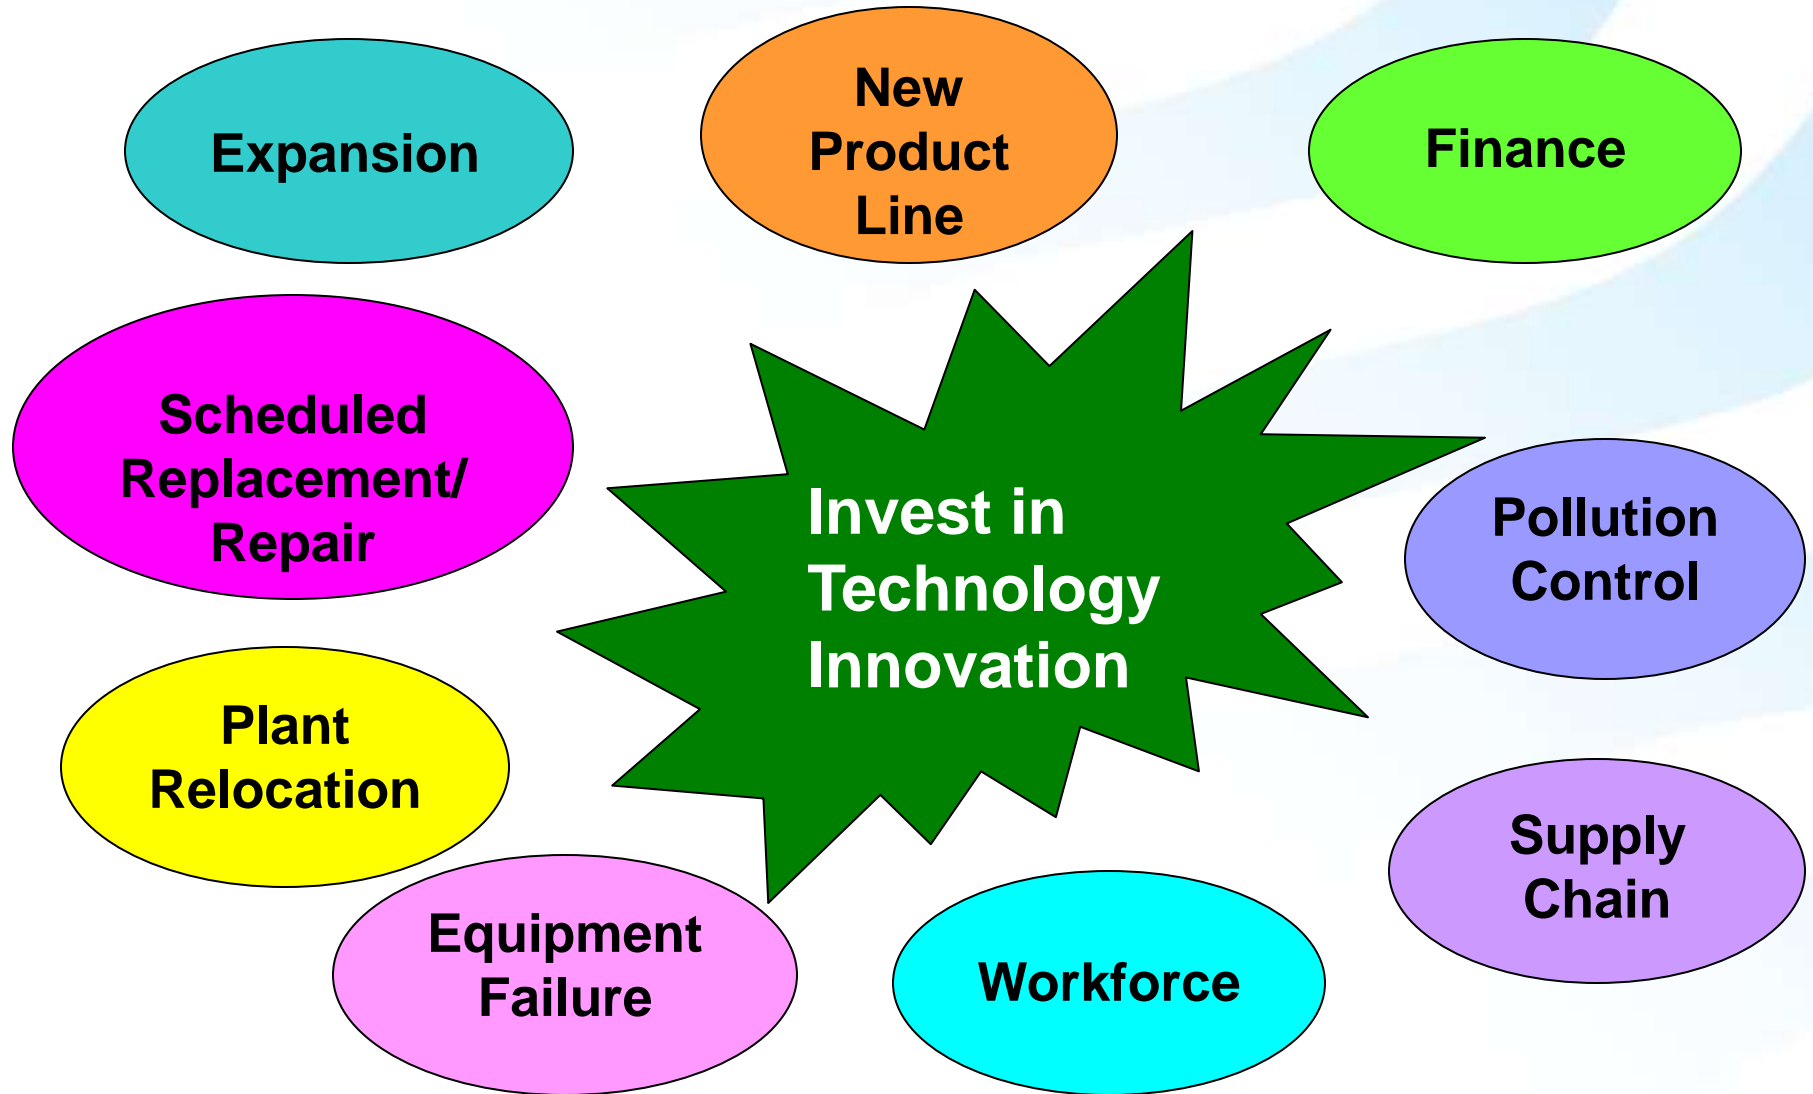 Expansion
New
Product
Line
Finance
Scheduled
Replacement/
Repair
Invest in
Technology
Innovation
Pollution
Control
Plant
Relocation
Supply
Chain
Equipment
Failure
Workforce